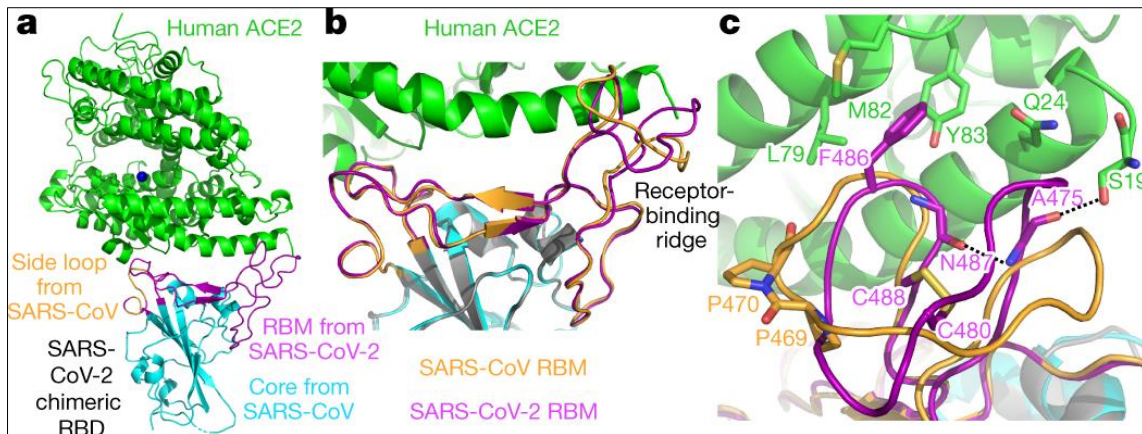 a
Human ACE2
Side loop
from
SARS-CoV
SARS-
CoV-2
chimeric
RBD
RBM from
SARS-CoV-2
Core from
SARS-CoV
b
Human ACE2
Receptor-
binding
ridge
SARS-CoV RBM
SARS-CoV-2 RBM
c
M82
Q24
L79
Y83
F486
S19
A475
N487
P470
C488
C480
P469